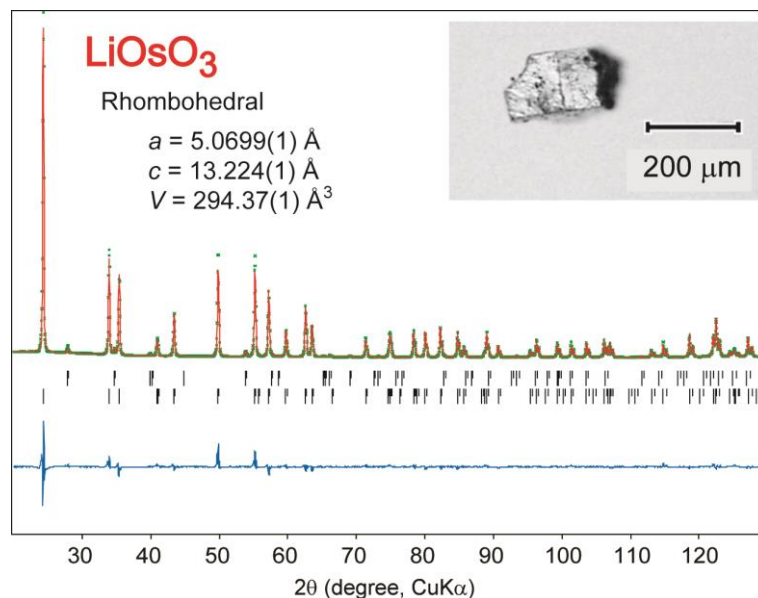 LiOsO₃
Rhombohedral
a = 5.0699(1) Å
c = 13.224(1) Å
V = 294.37(1) Å³
200 μm
30 40 50 60 70 80 90 100 110 120
2θ (degree, CuKα)